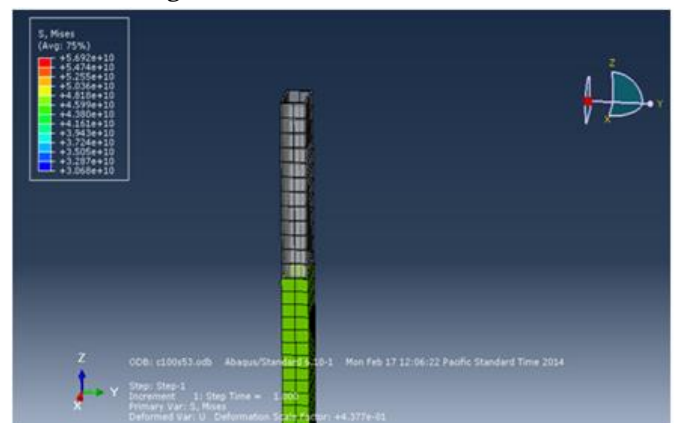 S, Mises
(Avg: 75%)
+5.692e+10
+5.474e+10
+5.255e+10
+5.036e+10
+4.818e+10
+4.599e+10
+4.380e+10
+4.161e+10
+3.943e+10
+3.724e+10
+3.505e+10
+3.287e+10
+3.068e+10
Z
Y
X
Z
Y
X
ODB: c100s53.odb Abaqus/Standard 6.10-1 Mon Feb 17 12:06:22 Pacific Standard Time 2014
Step: Step-1
Increment 1: Step Time = 1.000
Primary Var: S, Mises
Deformed Var: U Deformation Scale Factor: +4.377e-01